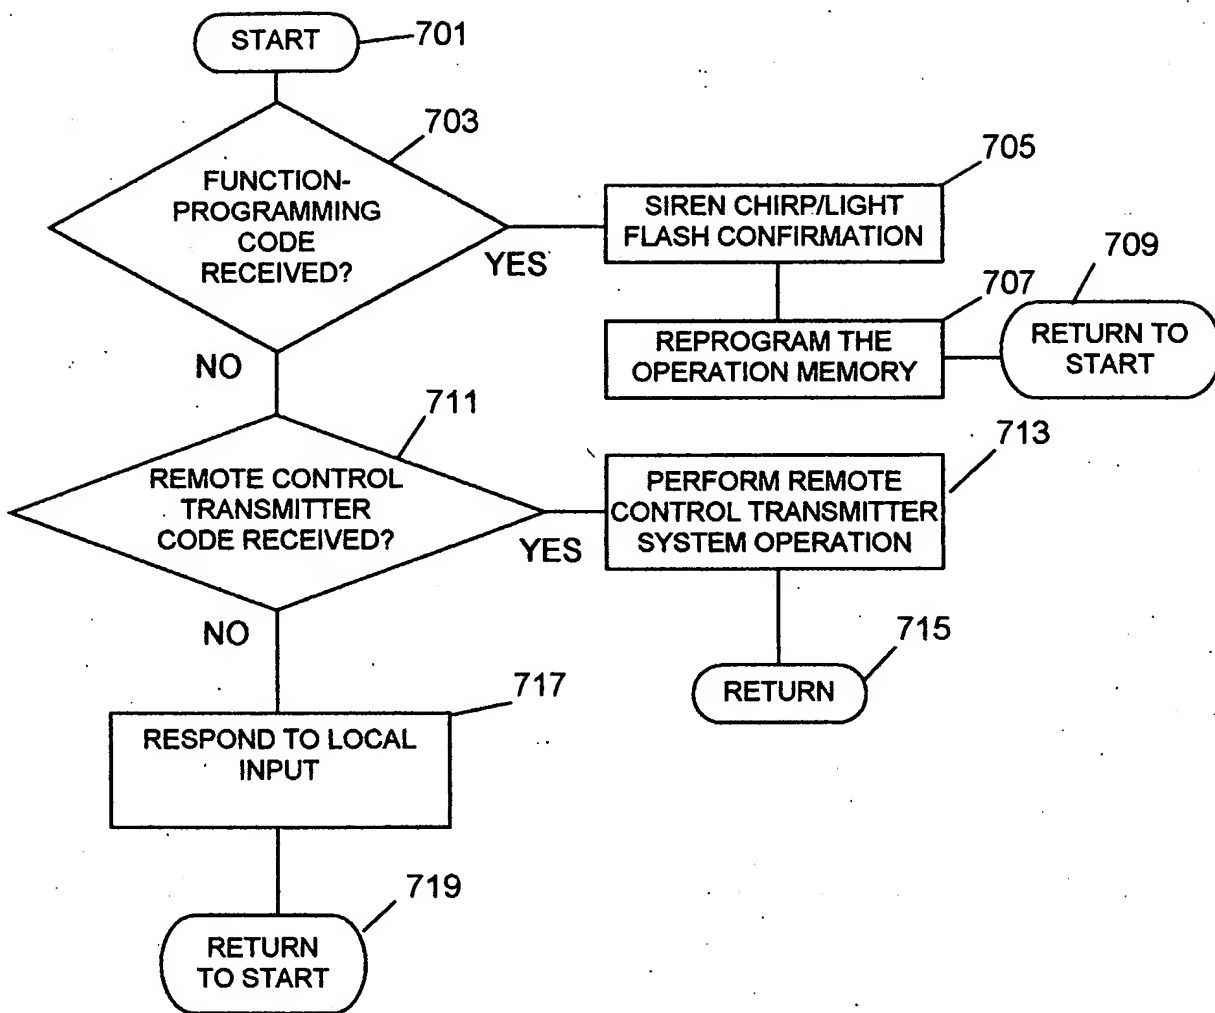 START
701
703
FUNCTION-
PROGRAMMING
CODE
RECEIVED?
YES
NO
705
SIREN CHIRP/LIGHT
FLASH CONFIRMATION
707
REPROGRAM THE
OPERATION MEMORY
709
RETURN TO
START
711
REMOTE CONTROL
TRANSMITTER
CODE RECEIVED?
YES
NO
713
PERFORM REMOTE
CONTROL TRANSMITTER
SYSTEM OPERATION
715
RETURN
717
RESPOND TO LOCAL
INPUT
719
RETURN
TO START